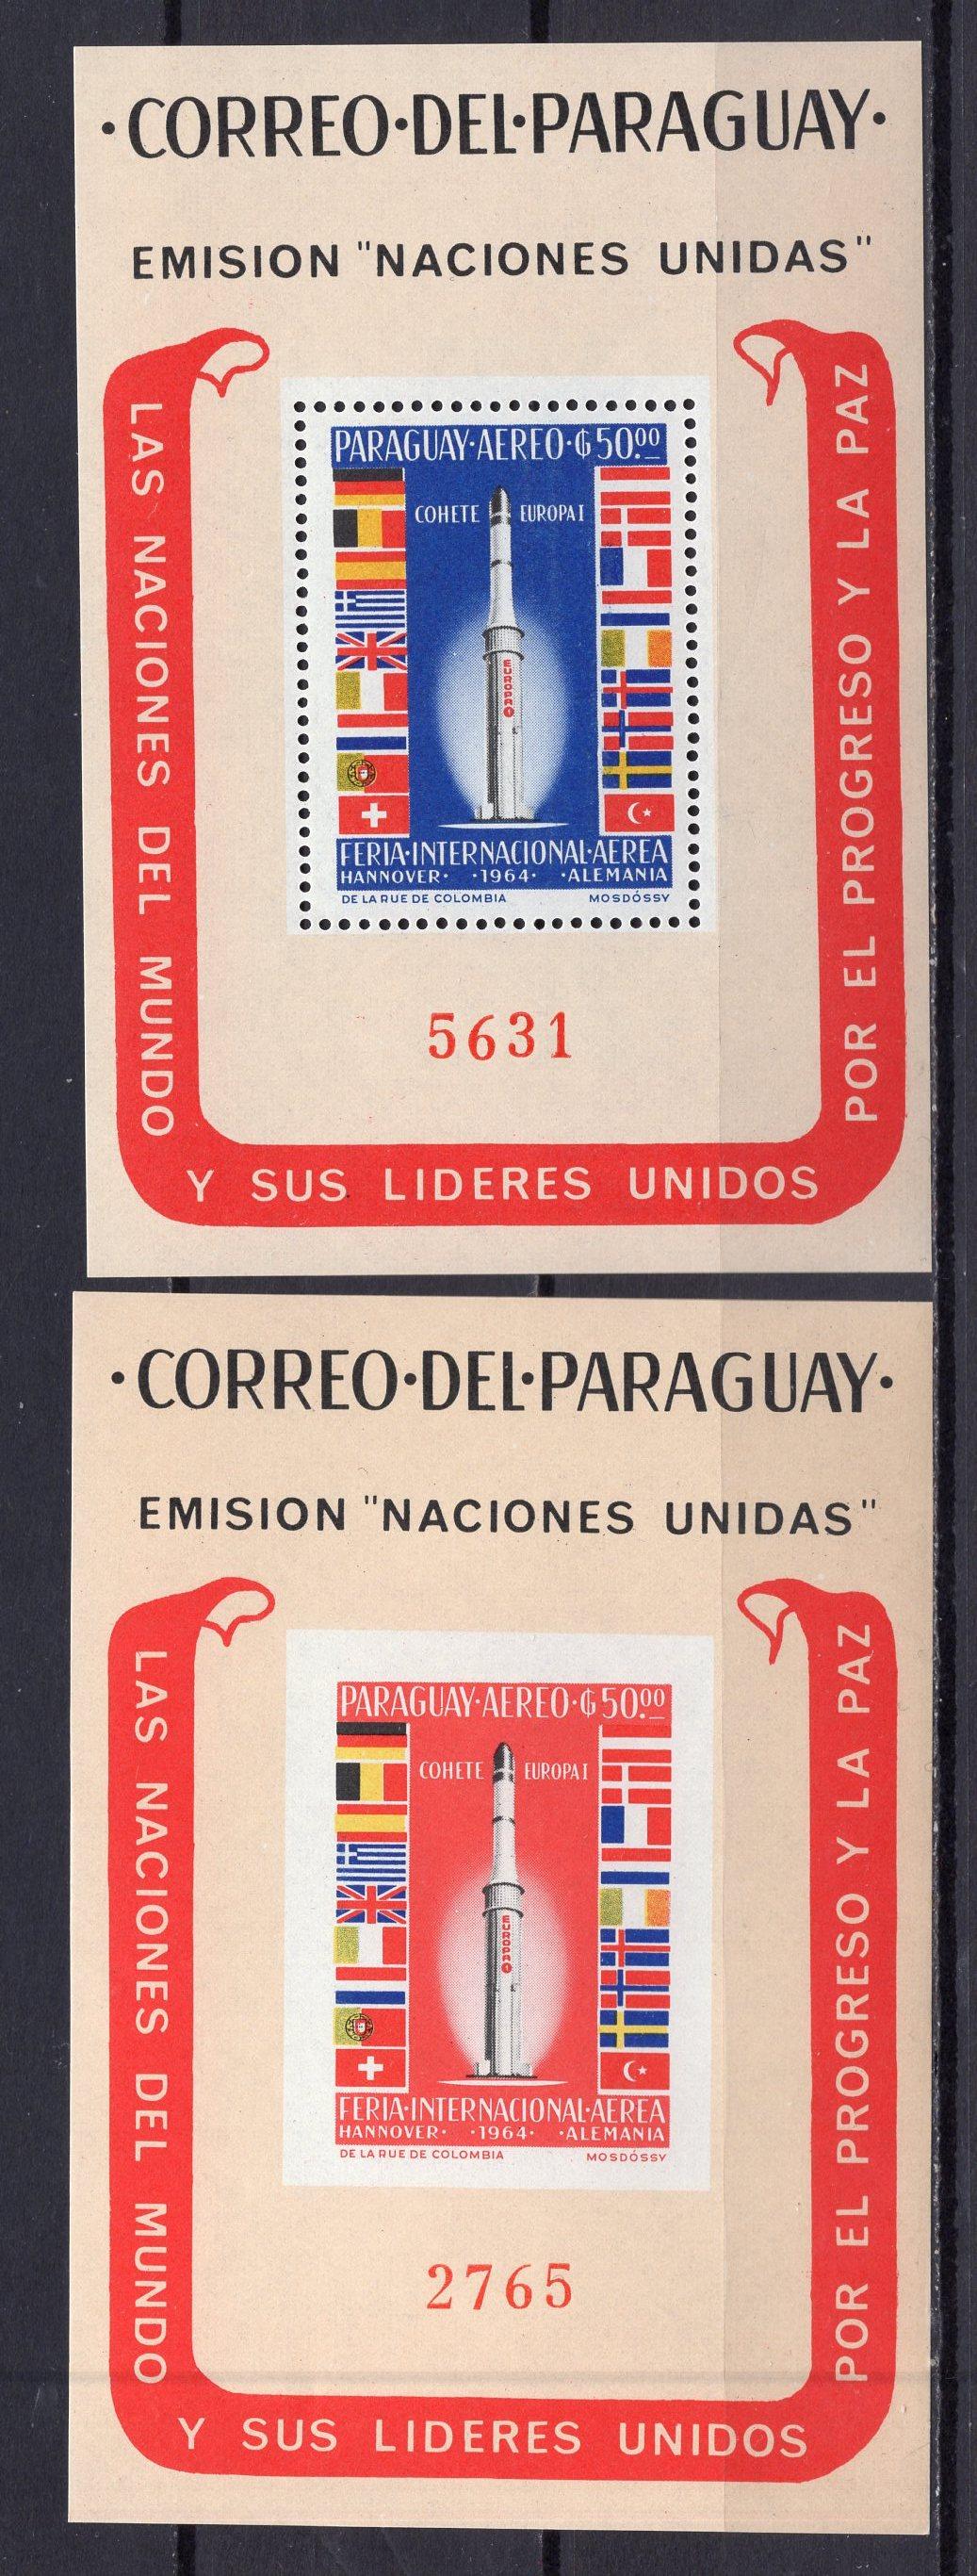 ·CORREO·DEL·PARAGUAY·
EMISION "NACIONES UNIDAS"
LAS NACIONES DEL MUNDO
Y SUS LIDERES UNIDOS
POR EL PROGRESO Y LA PAZ
PARAGUAY·AEREO·₲50.00
COHETE EUROPA I
EUROPA 1
FERIA·INTERNACIONAL·AEREA
HANNOVER· ·1964· ·ALEMANIA
DE LA RUE DE COLOMBIA MOSDÓSSY
5631
·CORREO·DEL·PARAGUAY·
EMISION "NACIONES UNIDAS"
LAS NACIONES DEL MUNDO
Y SUS LIDERES UNIDOS
POR EL PROGRESO Y LA PAZ
PARAGUAY·AEREO·₲50.00
COHETE EUROPA I
EUROPA 1
FERIA·INTERNACIONAL·AEREA
HANNOVER· ·1964· ·ALEMANIA
DE LA RUE DE COLOMBIA MOSDÓSSY
2765